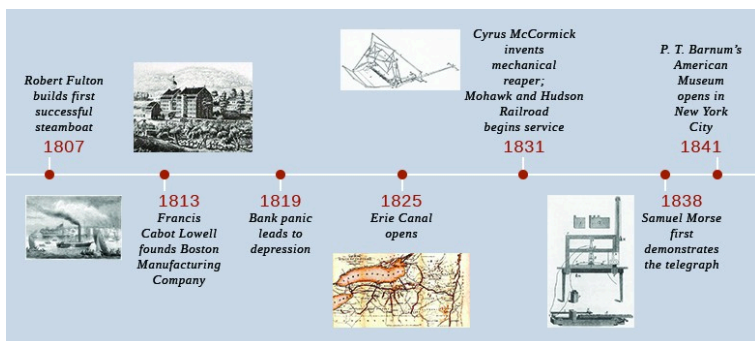 Robert Fulton
builds first
successful
steamboat
1807
1813
Francis
Cabot Lowell
founds Boston
Manufacturing
Company
1819
Bank panic
leads to
depression
1825
Erie Canal
opens
Cyrus McCormick
invents
mechanical
reaper;
Mohawk and Hudson
Railroad
begins service
1831
1838
Samuel Morse
first
demonstrates
the telegraph
P. T. Barnum’s
American
Museum
opens in
New York
City
1841